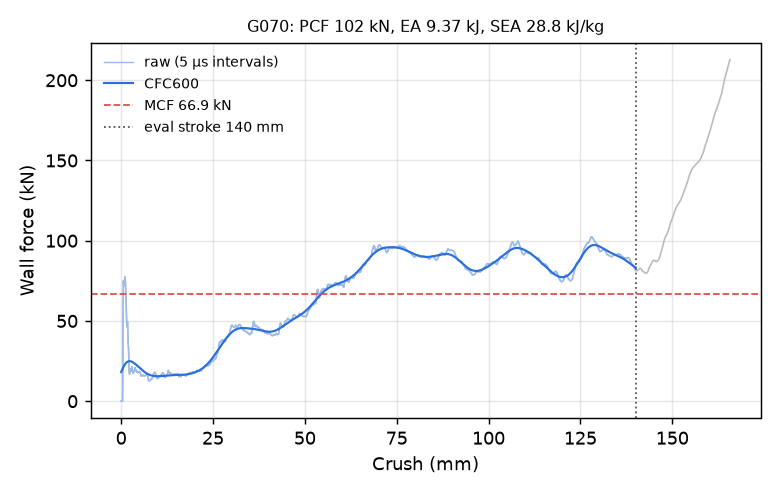 G070: PCF 102 kN, EA 9.37 kJ, SEA 28.8 kJ/kg
raw (5 µs intervals)
CFC600
MCF 66.9 kN
eval stroke 140 mm
Wall force (kN)
200
150
100
50
0
0 25 50 75 100 125 150
Crush (mm)